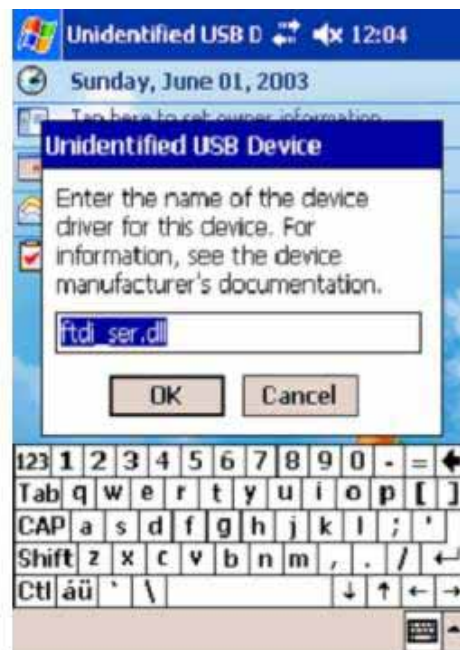 Unidentified USB D 12:04
Sunday, June 01, 2003
Tap here to set owner information
Unidentified USB Device
Enter the name of the device
driver for this device. For
information, see the device
manufacturer's documentation.
ftdi_ser.dll
OK Cancel
123 1 2 3 4 5 6 7 8 9 0 - =
Tab q w e r t y u i o p [ ]
CAP a s d f g h j k l ; '
Shift z x c v b n m , . /
Ctl áü ` \